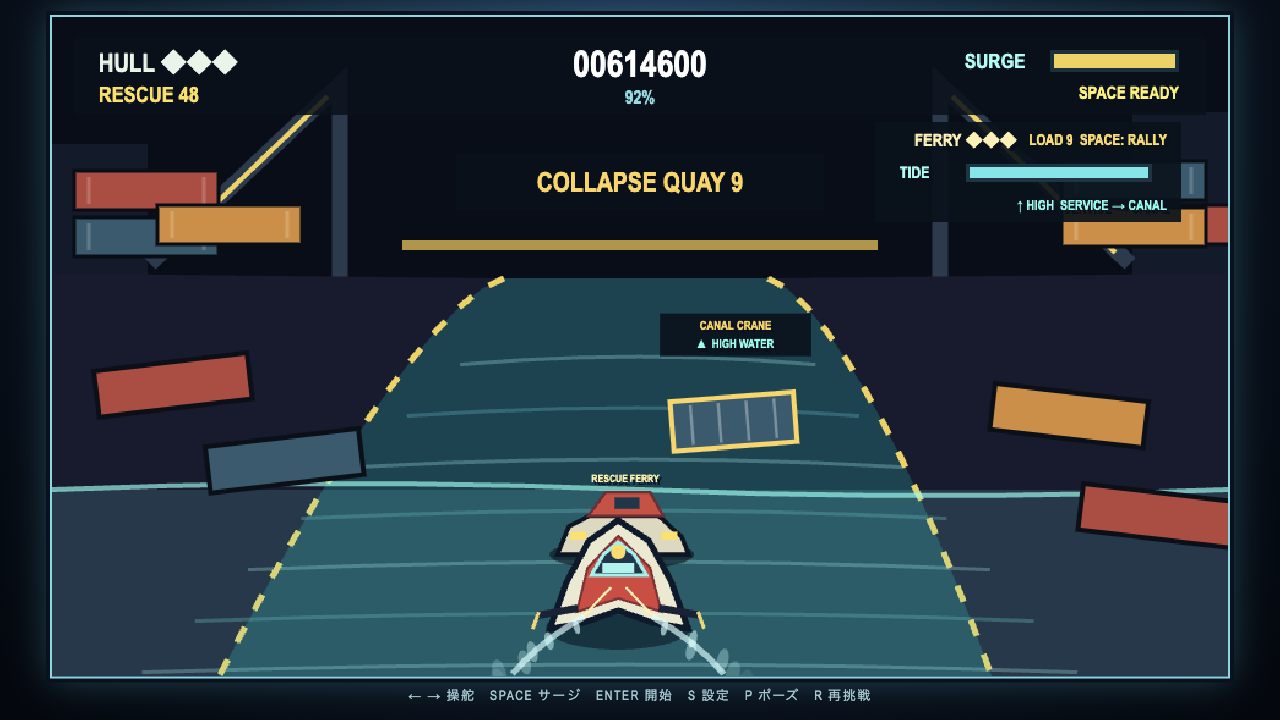 HULL
RESCUE 48
00614600
92%
SURGE
SPACE READY
FERRY LOAD 9 SPACE: RALLY
TIDE
↑ HIGH SERVICE → CANAL
COLLAPSE QUAY 9
CANAL CRANE
▲ HIGH WATER
RESCUE FERRY
← → 操舵 SPACE サージ ENTER 開始 S 設定 P ポーズ R 再挑戦